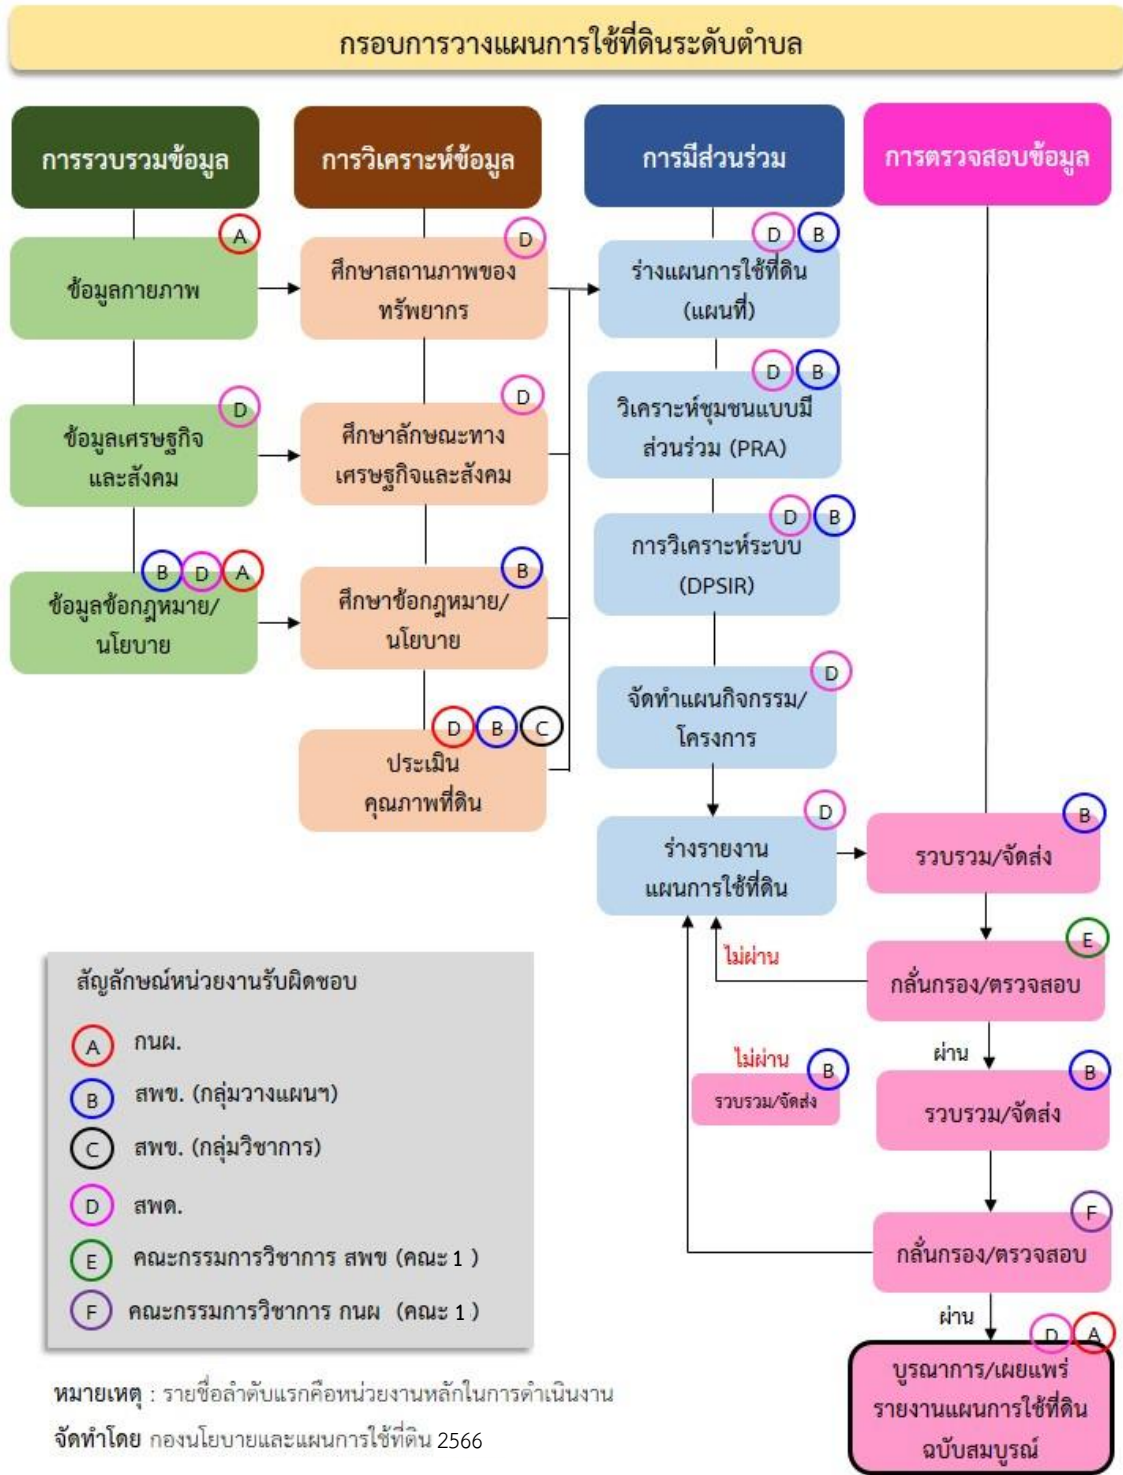 กรอบการวางแผนการใช้ที่ดินระดับตำบล
การรวบรวมข้อมูล
การวิเคราะห์ข้อมูล
การมีส่วนร่วม
การตรวจสอบข้อมูล
A
ข้อมูลกายภาพ
D
ข้อมูลเศรษฐกิจ
และสังคม
B D A
ข้อมูลข้อกฎหมาย/
นโยบาย
D
ศึกษาสถานภาพของ
ทรัพยากร
D
ศึกษาลักษณะทาง
เศรษฐกิจและสังคม
B
ศึกษาข้อกฎหมาย/
นโยบาย
D B C
ประเมิน
คุณภาพที่ดิน
D B
ร่างแผนการใช้ที่ดิน
(แผนที่)
D B
วิเคราะห์ชุมชนแบบมี
ส่วนร่วม (PRA)
D B
การวิเคราะห์ระบบ
(DPSIR)
D
จัดทำแผนกิจกรรม/
โครงการ
D
ร่างรายงาน
แผนการใช้ที่ดิน
B
รวบรวม/จัดส่ง
E
กลั่นกรอง/ตรวจสอบ
ไม่ผ่าน
ผ่าน
B
รวบรวม/จัดส่ง
ไม่ผ่าน
B
รวบรวม/จัดส่ง
F
กลั่นกรอง/ตรวจสอบ
ผ่าน
D A
บูรณาการ/เผยแพร่
รายงานแผนการใช้ที่ดิน
ฉบับสมบูรณ์
สัญลักษณ์หน่วยงานรับผิดชอบ
A กนผ.
B สพข. (กลุ่มวางแผนฯ)
C สพข. (กลุ่มวิชาการ)
D สพด.
E คณะกรรมการวิชาการ สพข (คณะ 1 )
F คณะกรรมการวิชาการ กนผ (คณะ 1 )
หมายเหตุ : รายชื่อลำดับแรกคือหน่วยงานหลักในการดำเนินงาน
จัดทำโดย กองนโยบายและแผนการใช้ที่ดิน 2566